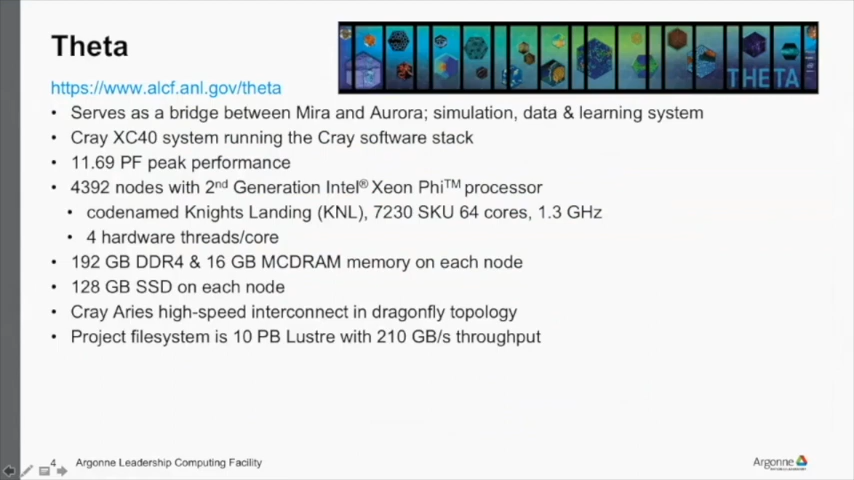 Theta
THETA
https://www.alcf.anl.gov/theta
• Serves as a bridge between Mira and Aurora; simulation, data & learning system
• Cray XC40 system running the Cray software stack
• 11.69 PF peak performance
• 4392 nodes with 2nd Generation Intel® Xeon Phi™ processor
• codenamed Knights Landing (KNL), 7230 SKU 64 cores, 1.3 GHz
• 4 hardware threads/core
• 192 GB DDR4 & 16 GB MCDRAM memory on each node
• 128 GB SSD on each node
• Cray Aries high-speed interconnect in dragonfly topology
• Project filesystem is 10 PB Lustre with 210 GB/s throughput
4 Argonne Leadership Computing Facility
Argonne